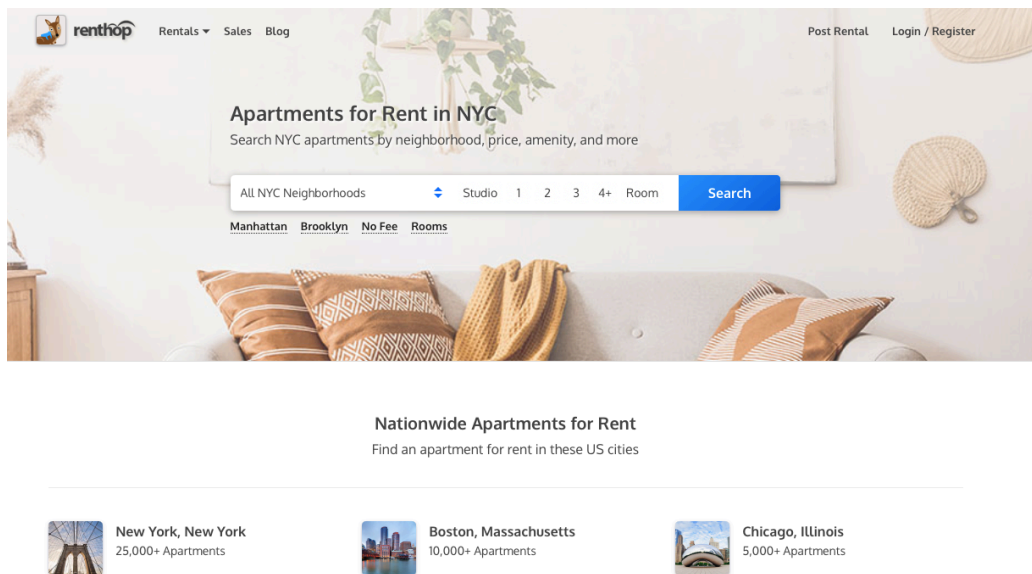 renthop Rentals Sales Blog Post Rental Login / Register
Apartments for Rent in NYC
Search NYC apartments by neighborhood, price, amenity, and more
All NYC Neighborhoods Studio 1 2 3 4+ Room Search
Manhattan Brooklyn No Fee Rooms
Nationwide Apartments for Rent
Find an apartment for rent in these US cities
New York, New York
25,000+ Apartments
Boston, Massachusetts
10,000+ Apartments
Chicago, Illinois
5,000+ Apartments